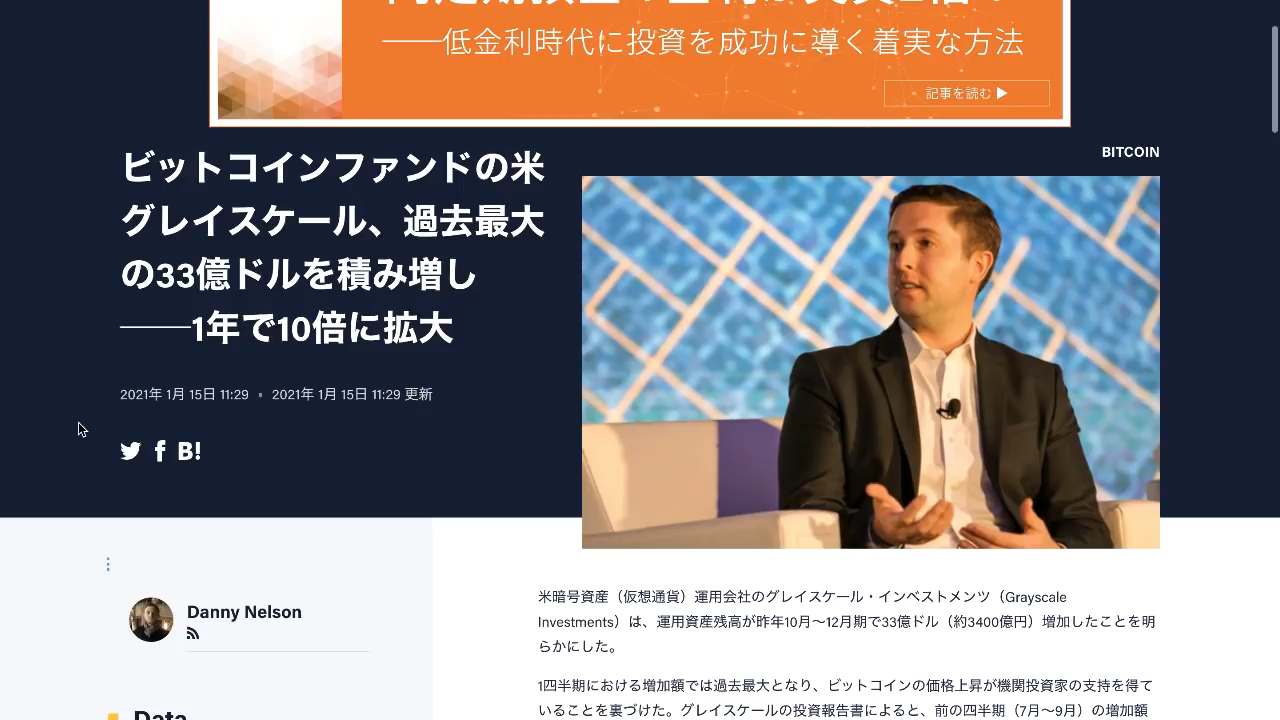 ——低金利時代に投資を成功に導く着実な方法
記事を読む ▶
BITCOIN
ビットコインファンドの米
グレイスケール、過去最大
の33億ドルを積み増し
——1年で10倍に拡大
2021年 1月 15日 11:29 ▪ 2021年 1月 15日 11:29 更新
B!
Danny Nelson
Data
米暗号資産（仮想通貨）運用会社のグレイスケール・インベストメンツ（Grayscale
Investments）は、運用資産残高が昨年10月〜12月期で33億ドル（約3400億円）増加したことを明
らかにした。
1四半期における増加額では過去最大となり、ビットコインの価格上昇が機関投資家の支持を得て
いることを裏づけた。グレイスケールの投資報告書によると、前の四半期（7月〜9月）の増加額